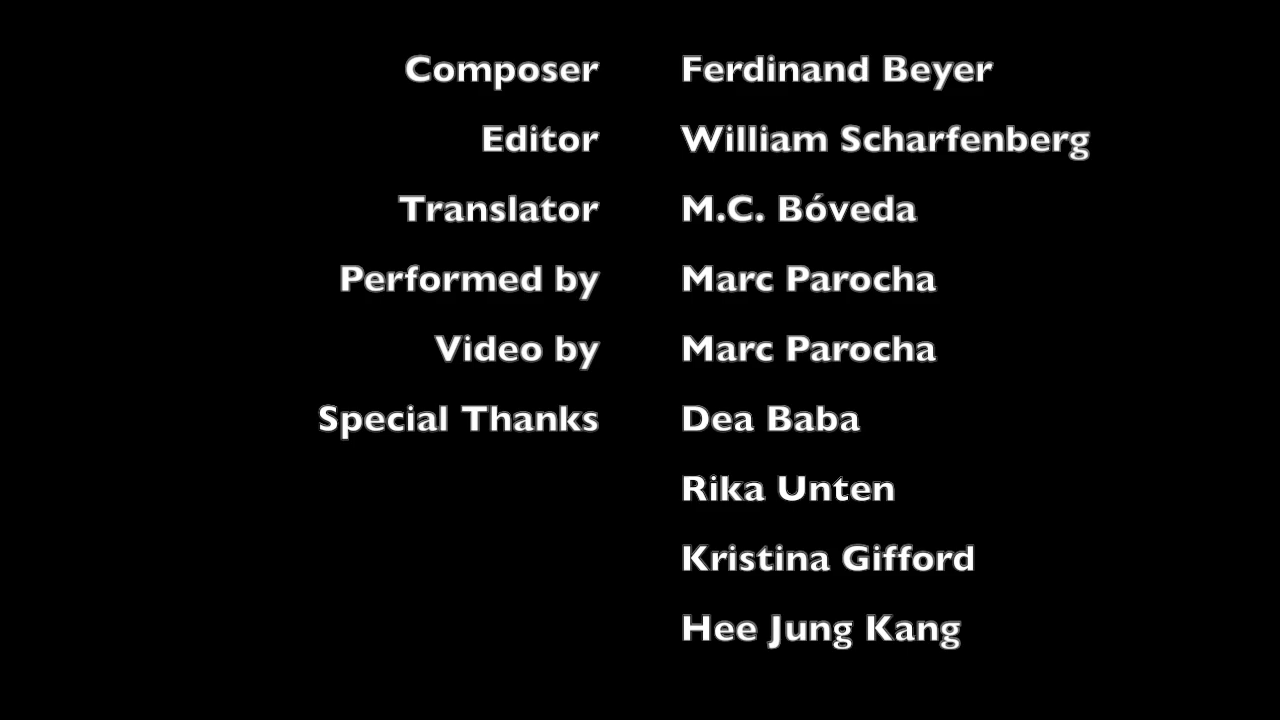 Composer Ferdinand Beyer
Editor William Scharfenberg
Translator M.C. Bóveda
Performed by Marc Parocha
Video by Marc Parocha
Special Thanks Dea Baba
Rika Unten
Kristina Gifford
Hee Jung Kang